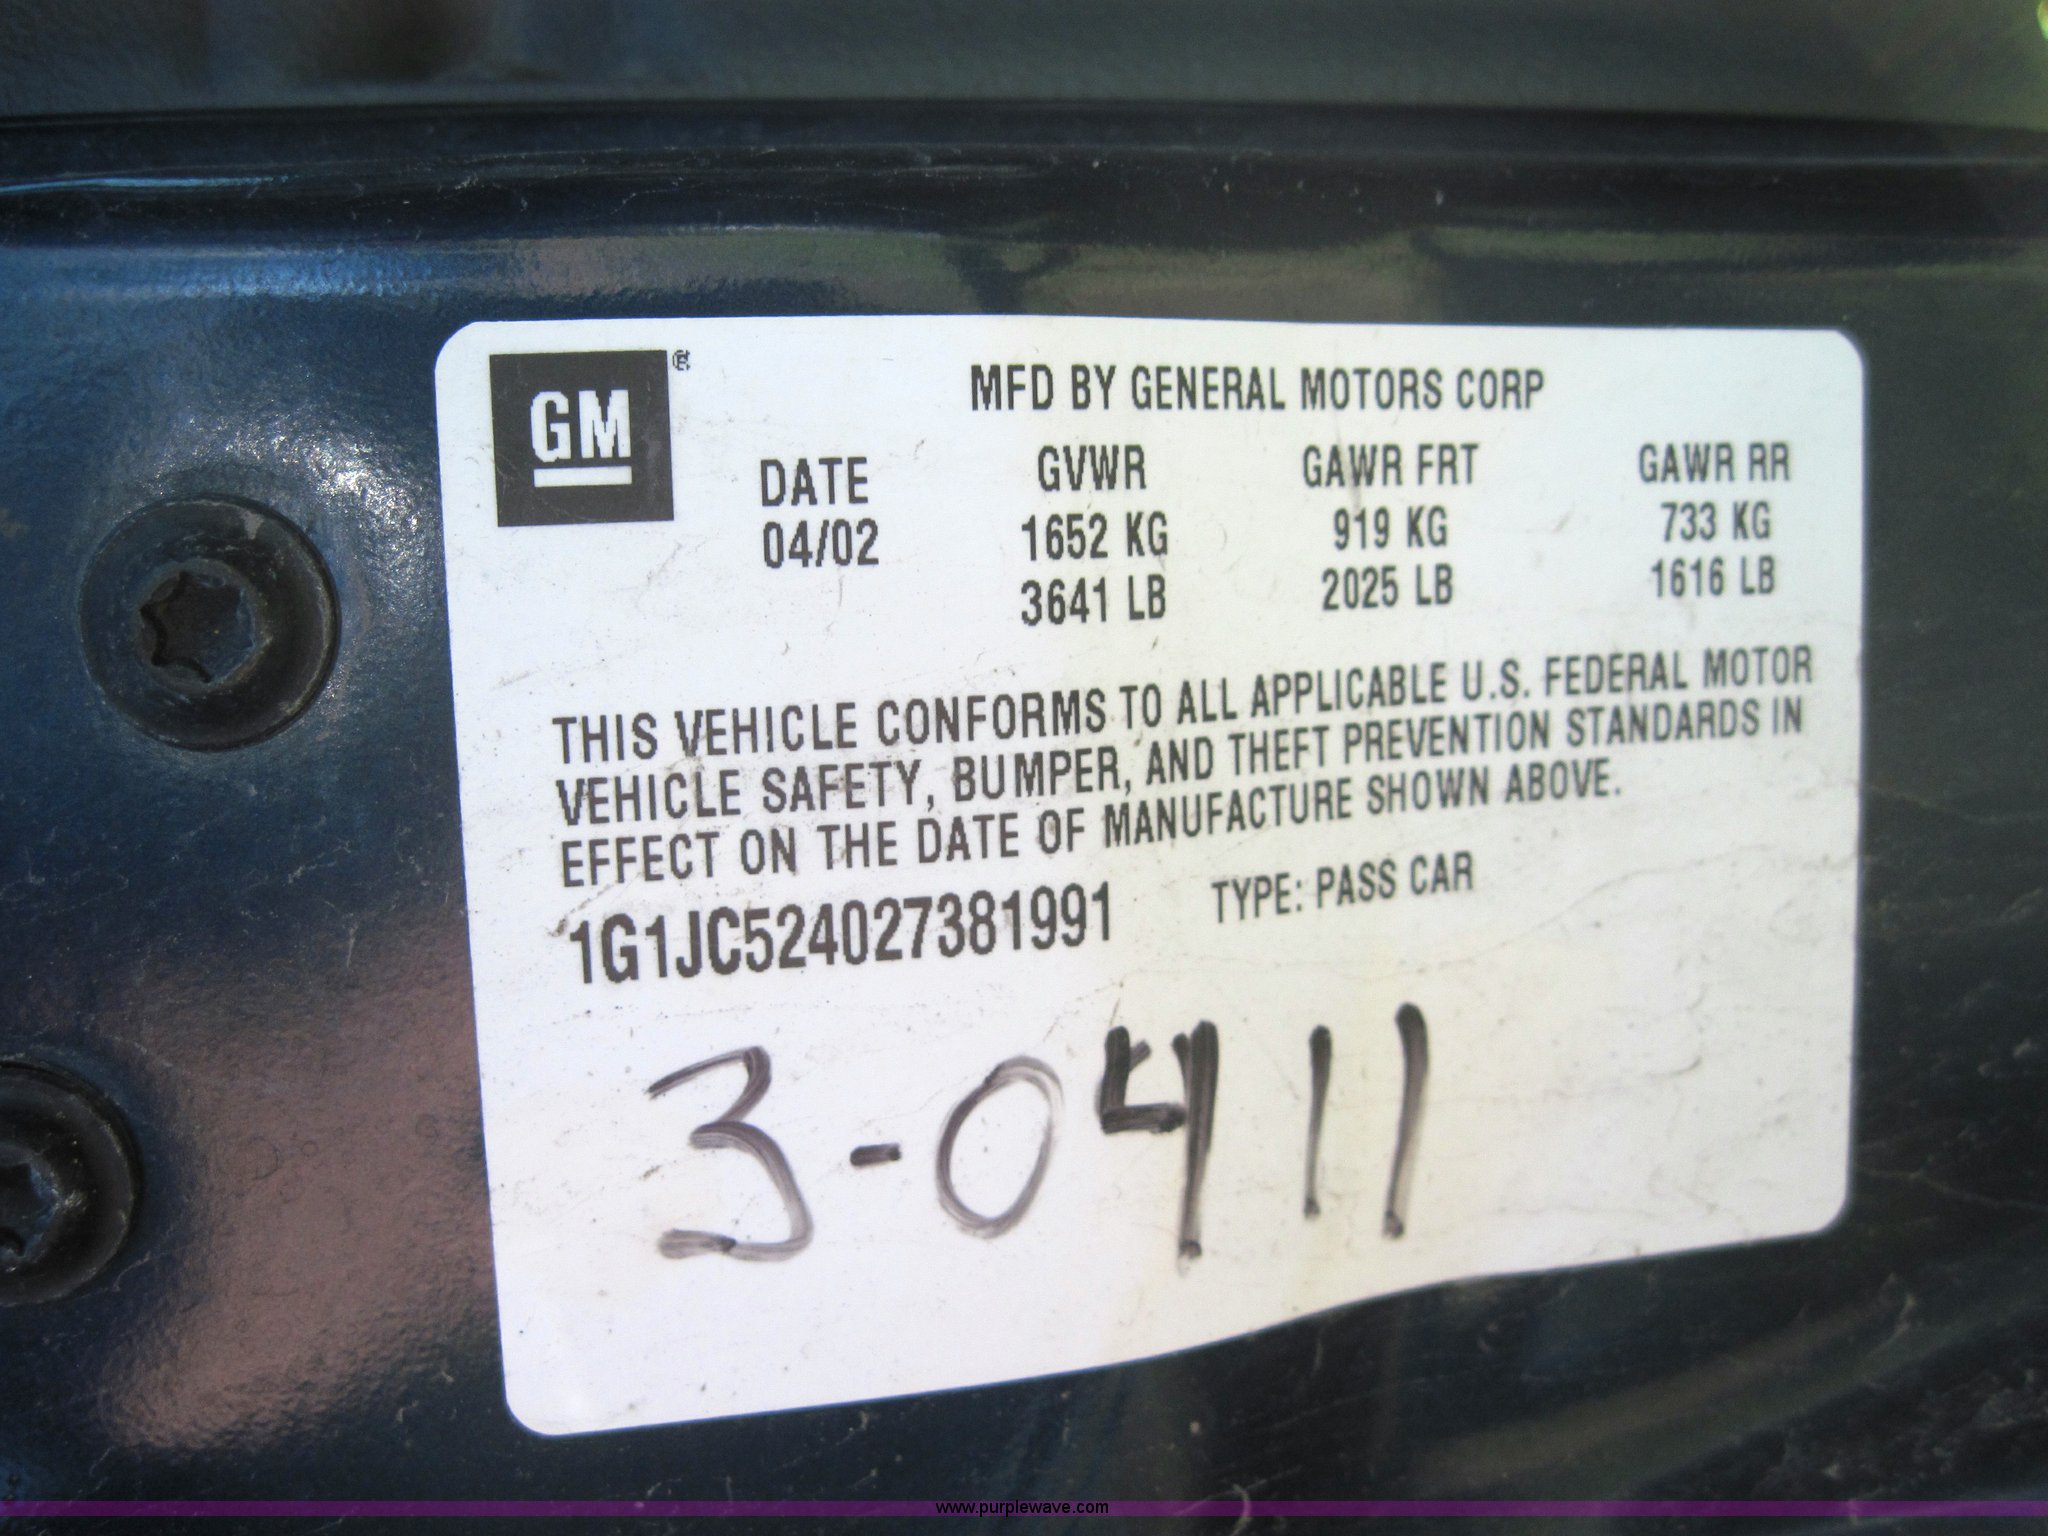 GM®
MFD BY GENERAL MOTORS CORP
DATE GVWR GAWR FRT GAWR RR
04/02 1652 KG 919 KG 733 KG
3641 LB 2025 LB 1616 LB
THIS VEHICLE CONFORMS TO ALL APPLICABLE U.S. FEDERAL MOTOR
VEHICLE SAFETY, BUMPER, AND THEFT PREVENTION STANDARDS IN
EFFECT ON THE DATE OF MANUFACTURE SHOWN ABOVE.
1G1JC524027381991 TYPE: PASS CAR
3-0411
www.purplewave.com